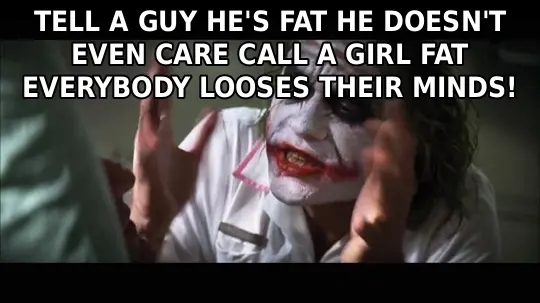 TELL A GUY HE'S FAT HE DOESN'T
EVEN CARE CALL A GIRL FAT
EVERYBODY LOOSES THEIR MINDS!